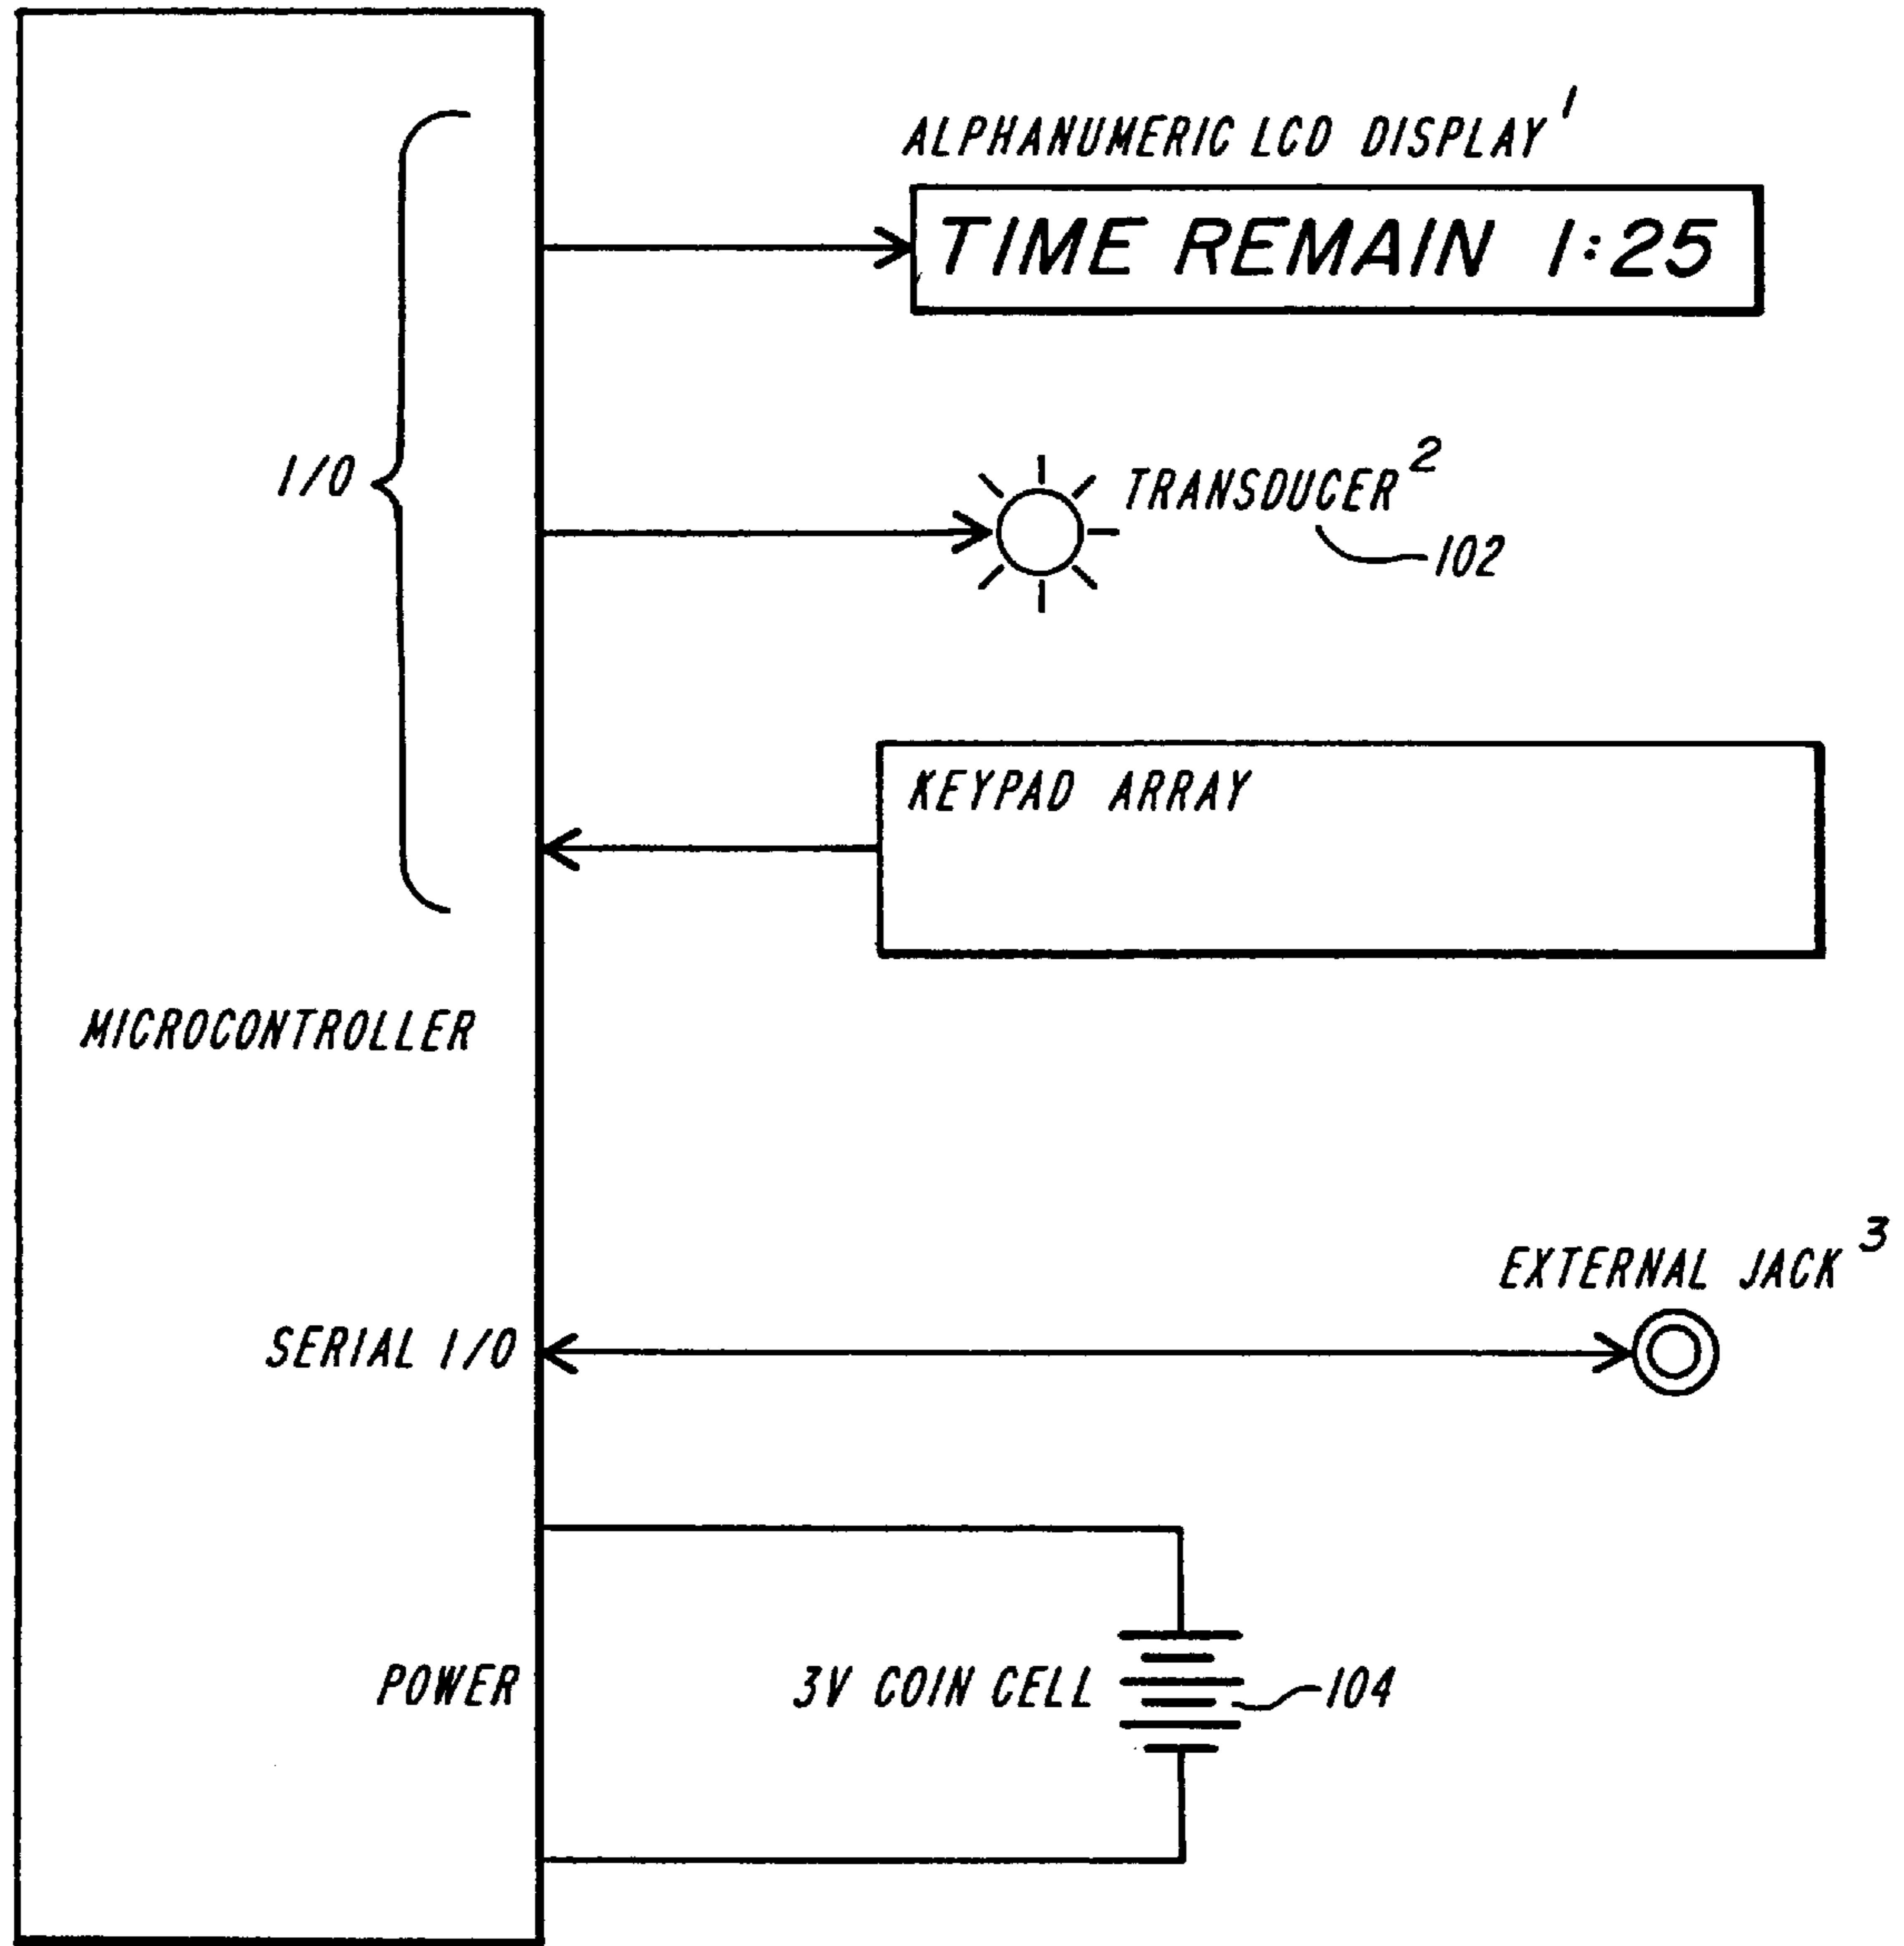 ALPHANUMERIC LCD DISPLAY 1
TIME REMAIN 1:25
I/O
TRANSDUCER 2
102
KEYPAD ARRAY
MICROCONTROLLER
EXTERNAL JACK 3
SERIAL I/O
POWER
3V COIN CELL
104